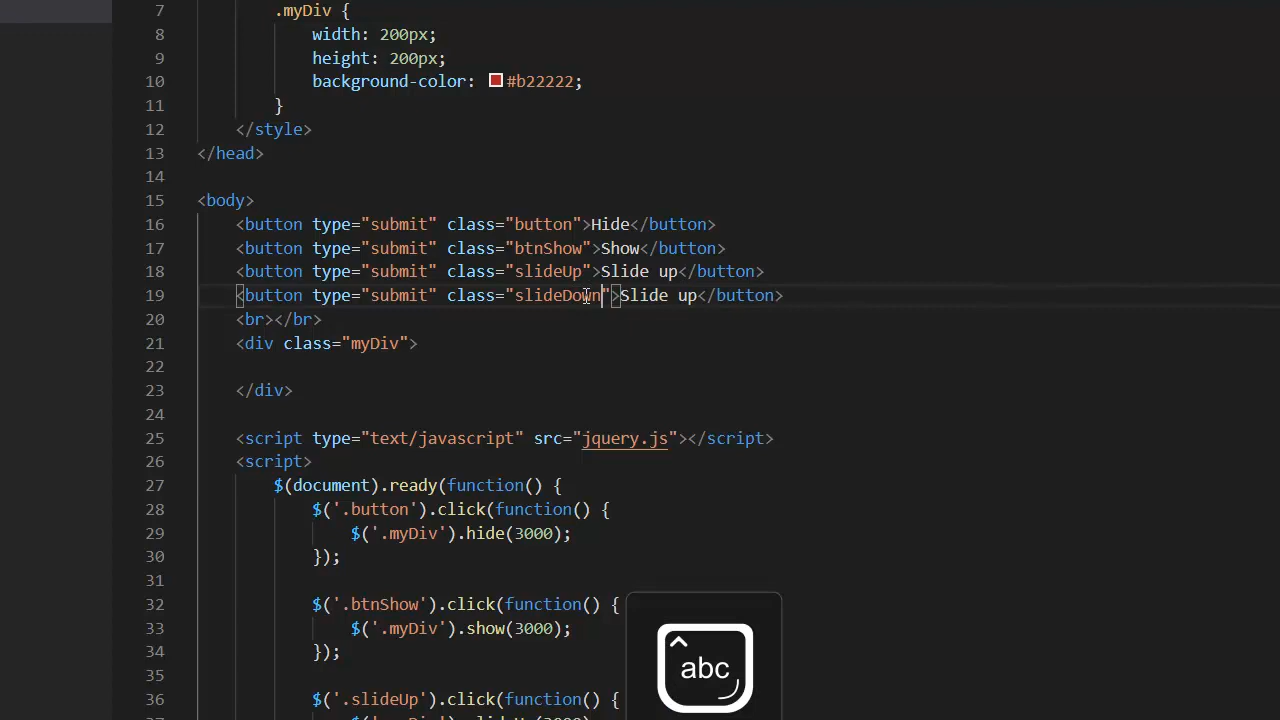 7 .myDiv {
8 width: 200px;
9 height: 200px;
10 background-color: #b22222;
11 }
12 </style>
13 </head>
14
15 <body>
16 <button type="submit" class="button">Hide</button>
17 <button type="submit" class="btnShow">Show</button>
18 <button type="submit" class="slideUp">Slide up</button>
19 <button type="submit" class="slideDown">Slide up</button>
20 <br></br>
21 <div class="myDiv">
22
23 </div>
24
25 <script type="text/javascript" src="jquery.js"></script>
26 <script>
27 $(document).ready(function() {
28 $('.button').click(function() {
29 $('.myDiv').hide(3000);
30 });
31
32 $('.btnShow').click(function() {
33 $('.myDiv').show(3000);
34 });
35
36 $('.slideUp').click(function() {
abc